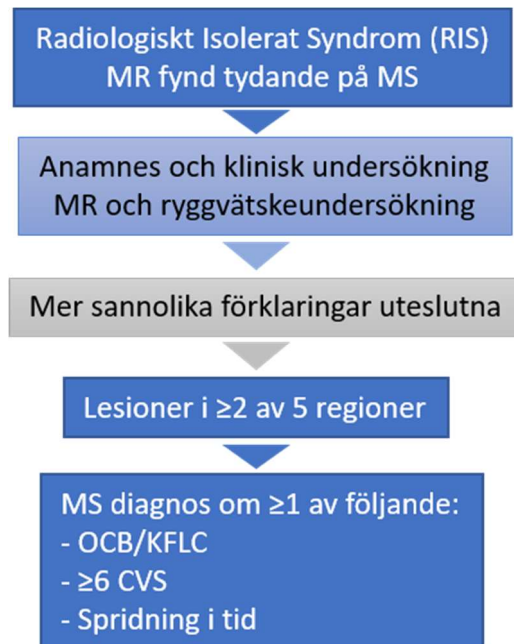 Radiologiskt Isolerat Syndrom (RIS)
MR fynd tydande på MS
Anamnes och klinisk undersökning
MR och ryggvätskeundersökning
Mer sannolika förklaringar uteslutna
Lesioner i ≥2 av 5 regioner
MS diagnos om ≥1 av följande:
- OCB/KFLC
- ≥6 CVS
- Spridning i tid